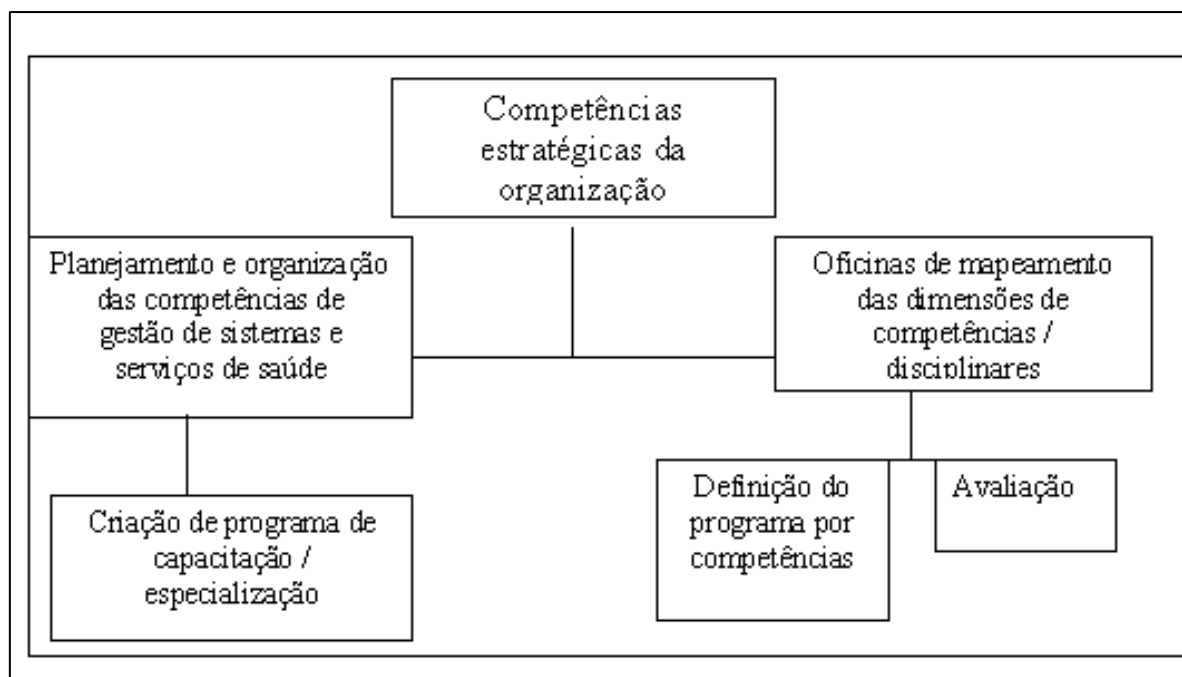 Competências
estratégicas da
organização
Planejamento e organização
das competências de
gestão de sistemas e
serviços de saúde
Oficinas de mapeamento
das dimensões de
competências /
disciplinares
Criação de programa de
capacitação /
especialização
Definição do
programa por
competências
Avaliação